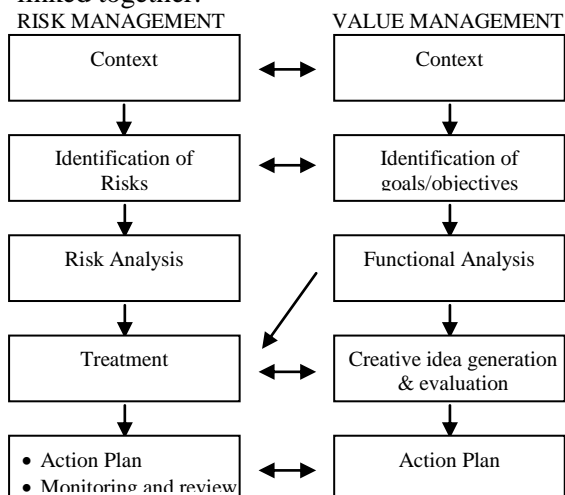 linked together.
RISK MANAGEMENT VALUE MANAGEMENT
Context Context
Identification of Identification of
Risks goals/objectives
Risk Analysis Functional Analysis
Treatment Creative idea generation
& evaluation
• Action Plan Action Plan
• Monitoring and review